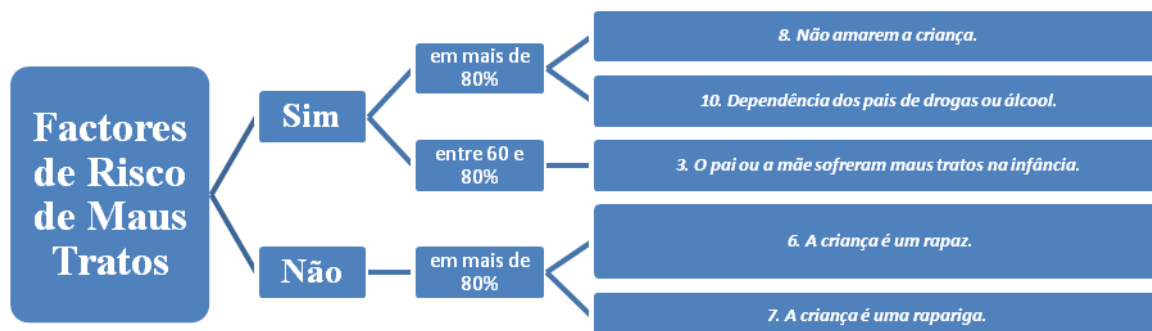 Factores
de Risco
de Maus
Tratos
Sim
em mais de
80%
8. Não amarem a criança.
10. Dependência dos pais de drogas ou álcool.
entre 60 e
80%
3. O pai ou a mãe sofreram maus tratos na infância.
Não
em mais de
80%
6. A criança é um rapaz.
7. A criança é uma rapariga.